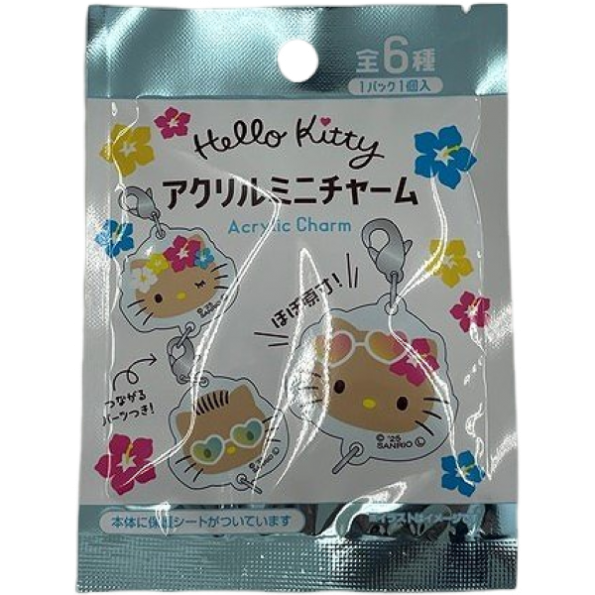 全6種
1パック1個入
Hello Kitty
アクリルミニチャーム
Acrylic Charm
ほぼ原寸!
つながる
パーツつき!
SANRIO Ⓛ
© '25
SANRIO Ⓛ
本体に保護シートがついています